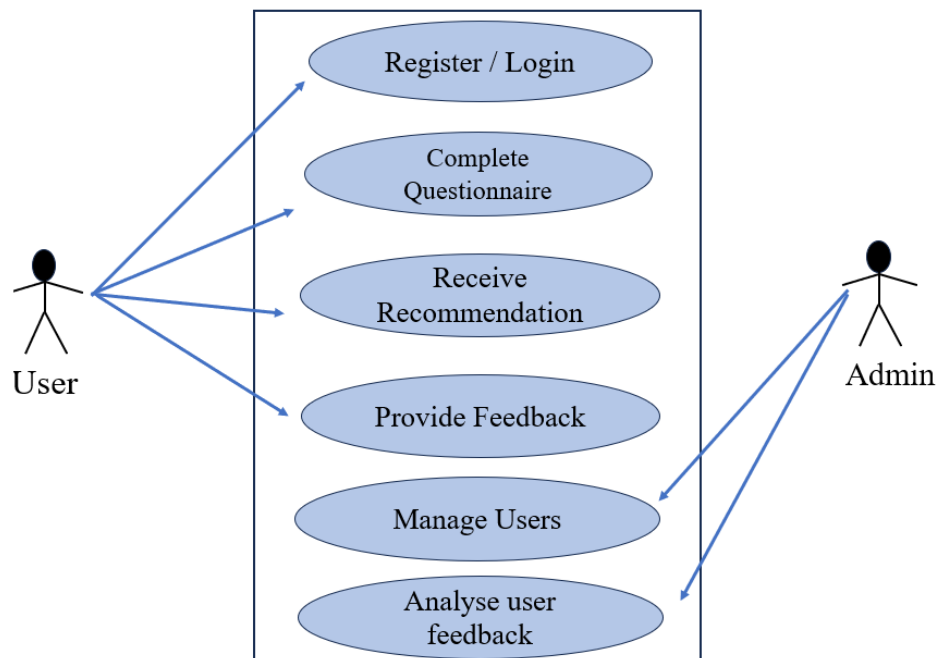 Register / Login
Complete
Questionnaire
Receive
Recommendation
User
Admin
Provide Feedback
Manage Users
Analyse user
feedback